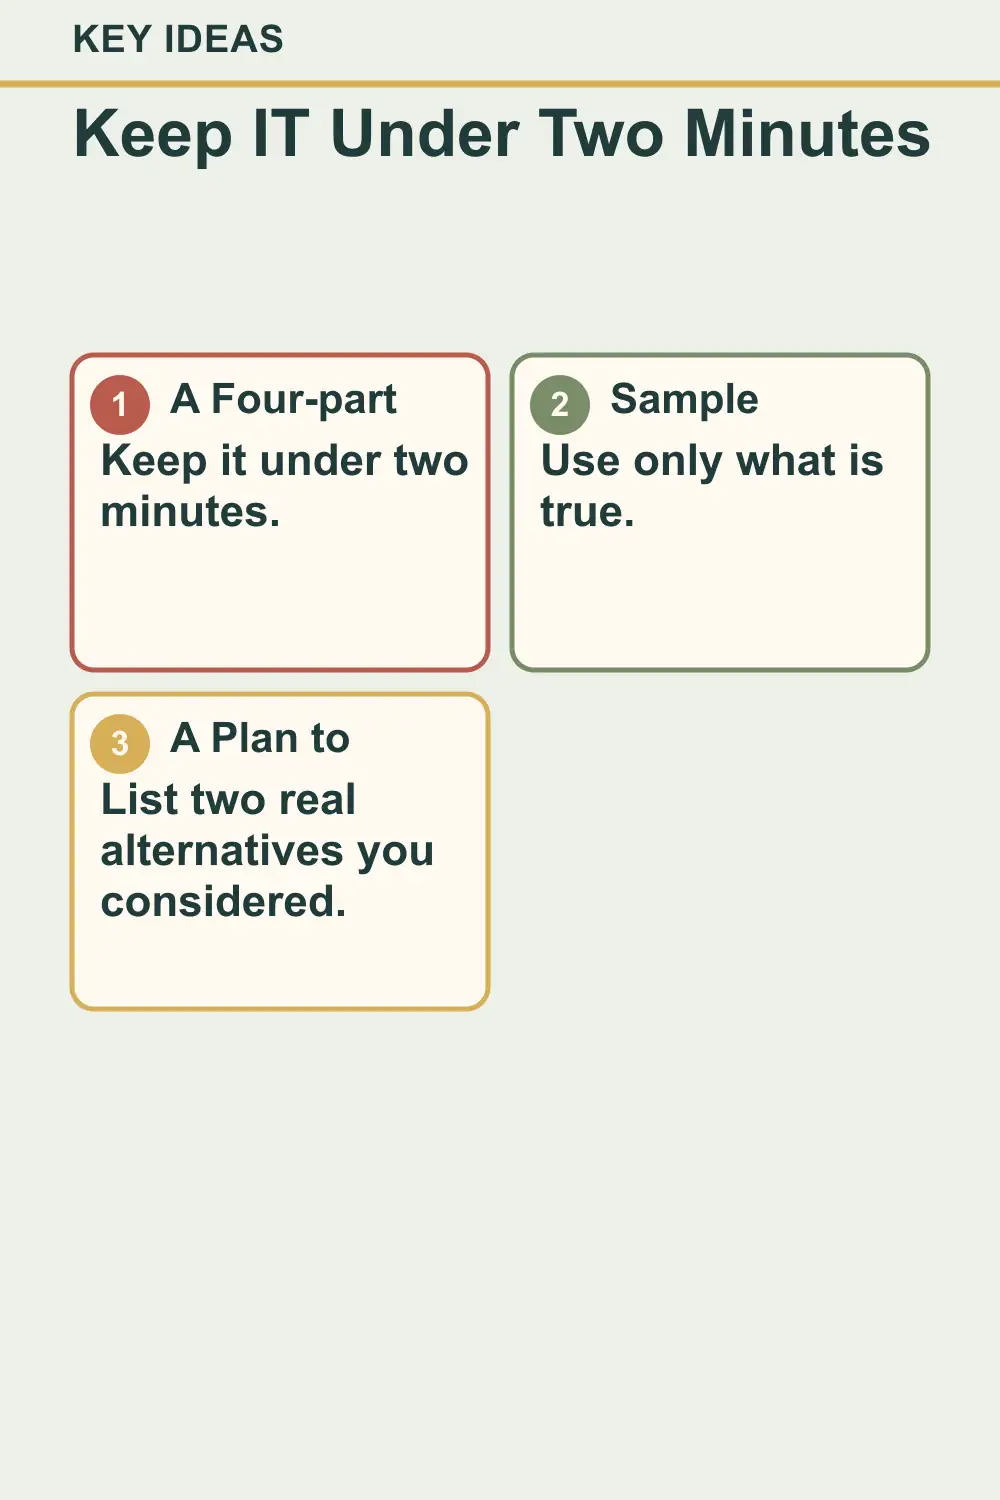 KEY IDEAS
Keep IT Under Two Minutes
1 A Four-part
Keep it under two
minutes.
2 Sample
Use only what is
true.
3 A Plan to
List two real
alternatives you
considered.